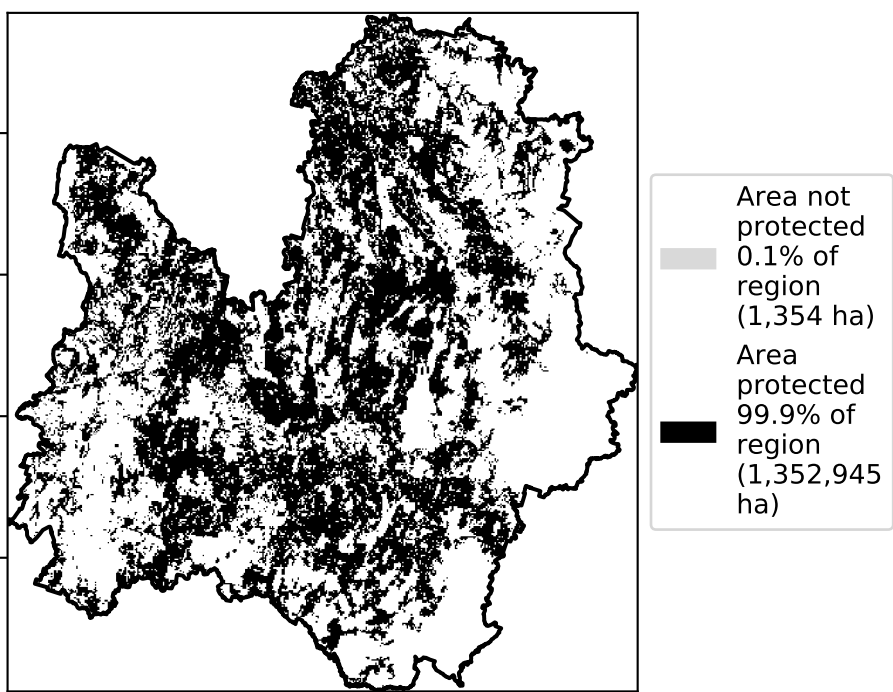 Area not
protected
0.1% of
region
(1,354 ha)
Area
protected
99.9% of
region
(1,352,945
ha)